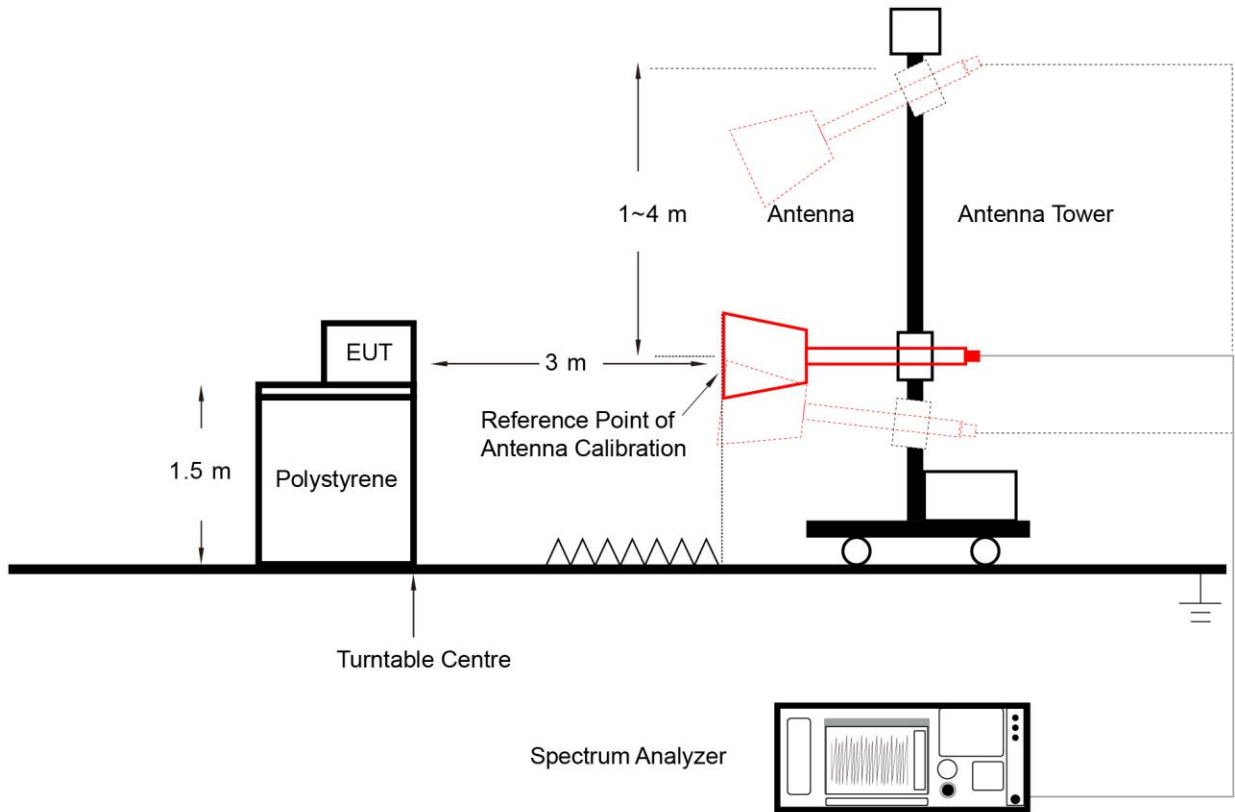 1~4 m
Antenna
Antenna Tower
EUT
3 m
Reference Point of
Antenna Calibration
1.5 m
Polystyrene
Turntable Centre
Spectrum Analyzer